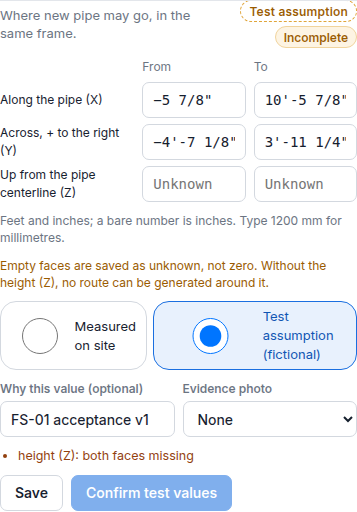 Where new pipe may go, in the
same frame.
Test assumption
Incomplete
From To
Along the pipe (X) −5 7/8" 10'-5 7/8"
Across, + to the right
(Y) −4'-7 1/8" 3'-11 1/4"
Up from the pipe
centerline (Z) Unknown Unknown
Feet and inches; a bare number is inches. Type 1200 mm for
millimetres.
Empty faces are saved as unknown, not zero. Without the
height (Z), no route can be generated around it.
Measured
on site
Test
assumption
(fictional)
Why this value (optional) Evidence photo
FS-01 acceptance v1 None
• height (Z): both faces missing
Save Confirm test values